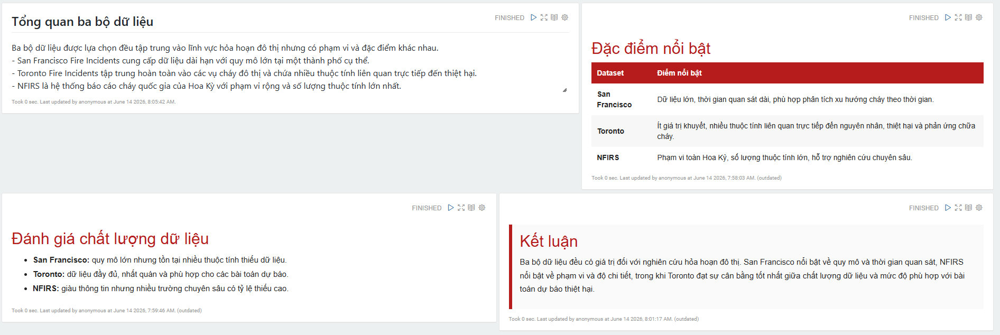 Tổng quan ba bộ dữ liệu
FINISHED
Ba bộ dữ liệu được lựa chọn đều tập trung vào lĩnh vực hỏa hoạn đô thị nhưng có phạm vi và đặc điểm khác nhau.
- San Francisco Fire Incidents cung cấp dữ liệu dài hạn với quy mô lớn tại một thành phố cụ thể.
- Toronto Fire Incidents tập trung hoàn toàn vào các vụ cháy đô thị và chứa nhiều thuộc tính liên quan trực tiếp đến thiệt hại.
- NFIRS là hệ thống báo cáo cháy quốc gia của Hoa Kỳ với phạm vi rộng và số lượng thuộc tính lớn nhất.
Took 0 sec. Last updated by anonymous at June 14 2026, 8:05:42 AM.
FINISHED
Đặc điểm nổi bật
Dataset Điểm nổi bật
San
Francisco
Dữ liệu lớn, thời gian quan sát dài, phù hợp phân tích xu hướng cháy theo thời gian.
Toronto
Ít giá trị khuyết, nhiều thuộc tính liên quan trực tiếp đến nguyên nhân, thiệt hại và phản ứng chữa
cháy.
NFIRS Phạm vi toàn Hoa Kỳ, số lượng thuộc tính lớn, hỗ trợ nghiên cứu chuyên sâu.
Took 0 sec. Last updated by anonymous at June 14 2026, 7:58:03 AM. (outdated)
FINISHED
Đánh giá chất lượng dữ liệu
• San Francisco: quy mô lớn nhưng tồn tại nhiều thuộc tính thiếu dữ liệu.
• Toronto: dữ liệu đầy đủ, nhất quán và phù hợp cho các bài toán dự báo.
• NFIRS: giàu thông tin nhưng nhiều trường chuyên sâu có tỷ lệ thiếu cao.
Took 0 sec. Last updated by anonymous at June 14 2026, 7:59:46 AM. (outdated)
FINISHED
Kết luận
Ba bộ dữ liệu đều có giá trị đối với nghiên cứu hỏa hoạn đô thị. San Francisco nổi bật về quy mô và thời gian quan sát, NFIRS
nổi bật về phạm vi và độ chi tiết, trong khi Toronto đạt sự cân bằng tốt nhất giữa chất lượng dữ liệu và mức độ phù hợp với bài
toán dự báo thiệt hại.
Took 0 sec. Last updated by anonymous at June 14 2026, 8:01:17 AM. (outdated)